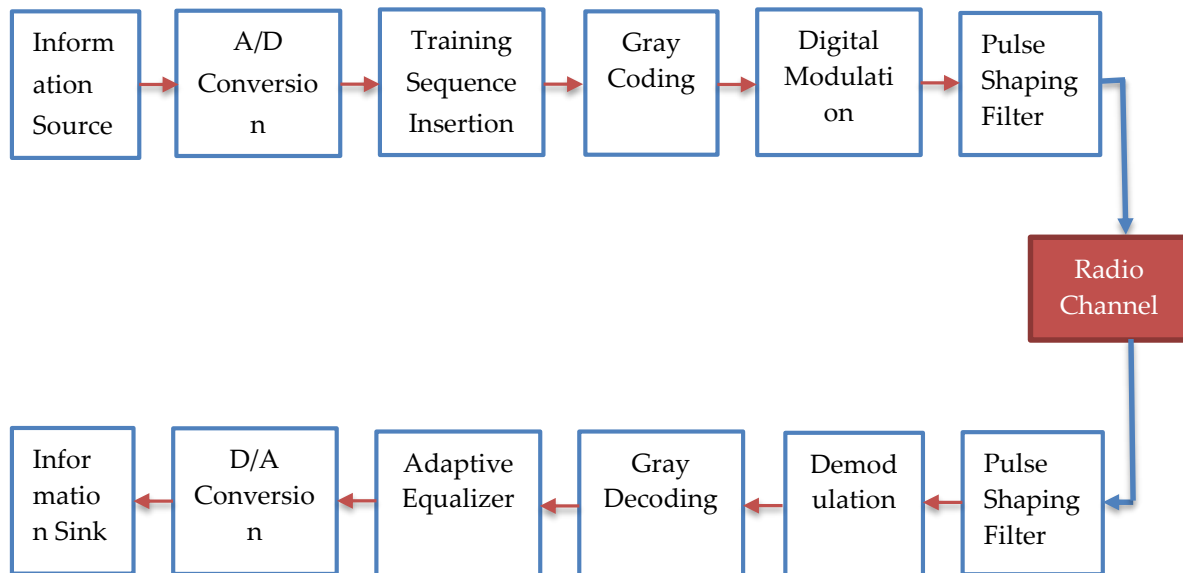 Inform
ation
Source
A/D
Conversio
n
Training
Sequence
Insertion
Gray
Coding
Digital
Modulati
on
Pulse
Shaping
Filter
Radio
Channel
Infor
matio
n Sink
D/A
Conversio
n
Adaptive
Equalizer
Gray
Decoding
Demod
ulation
Pulse
Shaping
Filter